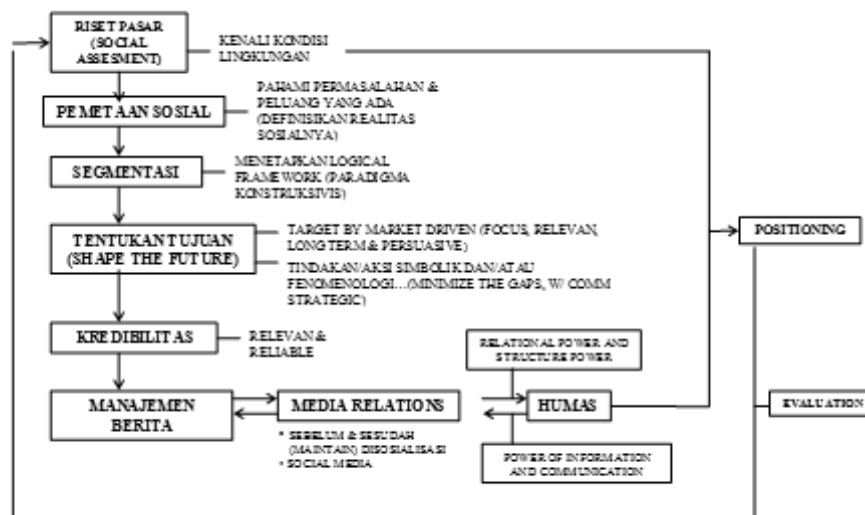 RISET PASAR
(SOCIAL
ASSESMENT)
KENALI KONDISI
LINGKUNGAN
PEMETAAN SOSIAL
PAHAMI PERMASALAHAN &
PELUANG YANG ADA
(DEFINISIKAN REALITAS
SOSIALNYA)
SEGMENTASI
MENETAPKAN LOGICAL
FRAMEWORK (PARADIGMA
KONSTRUKSIVIS)
TENTUKAN TUJUAN
(SHAPE THE FUTURE)
TARGET BY MARKET DRIVEN (FOCUS, RELEVAN,
LONG TERM & PERSUASIVE)
TINDAKAN/AKSI SIMBOLIK DAN/ATAU
FENOMENOLOGI...(MINIMIZE THE GAPS, W/ COMM
STRATEGIC)
POSITIONING
KREDIBILITAS
RELEVAN &
RELIABLE
RELATIONAL POWER AND
STRUCTURE POWER
MANAJEMEN
BERITA
MEDIA RELATIONS
HUMAS
EVALUATION
* SEBELUM & SESUDAH
(MAINTAIN) DISOSIALISASI
* SOCIAL MEDIA
POWER OF INFORMATION
AND COMMUNICATION